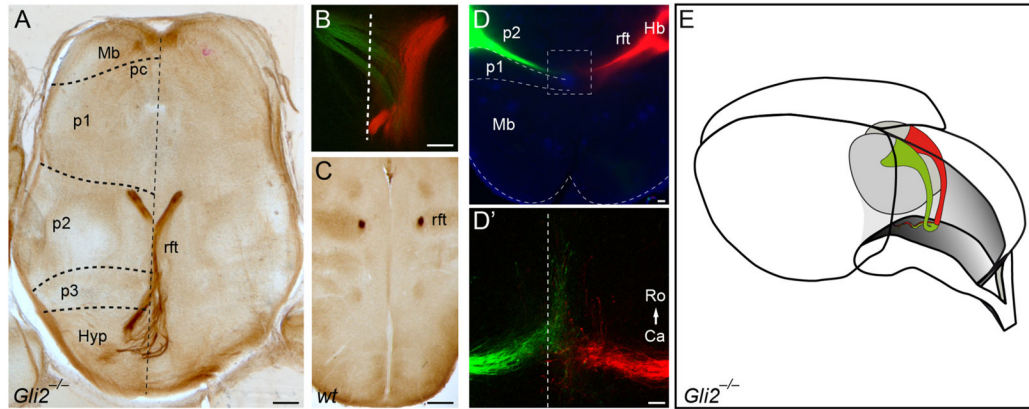 A
Mb
pc
p1
p2
rft
p3
Hyp
Gli2–/–
B
C
rft
wt
D
p2
Hb
rft
p1
Mb
D'
Ro
Ca
E
Gli2–/–